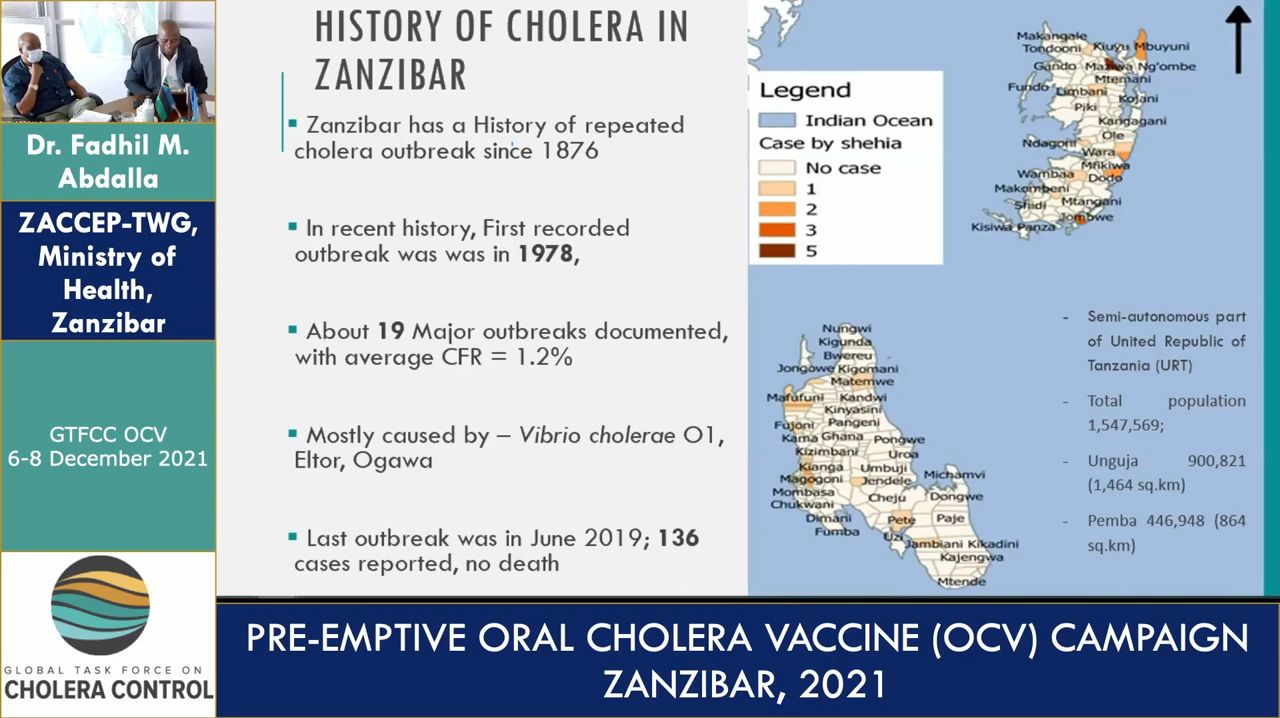 Dr. Fadhil M.
Abdalla
ZACCEP-TWG,
Ministry of
Health,
Zanzibar
GTFCC OCV
6-8 December 2021
GLOBAL TASK FORCE ON
CHOLERA CONTROL
HISTORY OF CHOLERA IN
ZANZIBAR
▪ Zanzibar has a History of repeated
cholera outbreak since 1876
▪ In recent history, First recorded
outbreak was was in 1978,
▪ About 19 Major outbreaks documented,
with average CFR = 1.2%
▪ Mostly caused by – Vibrio cholerae O1,
Eltor, Ogawa
▪ Last outbreak was in June 2019; 136
cases reported, no death
Legend
Indian Ocean
Case by shehia
No case
1
2
3
5
Makangale
Tondooni Kiuyu Mbuyuni
Gando Maziwa Ng'ombe
Mtemani
Fundo Limbani
Kojani
Piki
Kangagani
Ole
Ndagoni
Wara
Mfikiwa
Wambaa Dodo
Makombeni
Shidi Mtangani
Jombwe
Kisiwa Panza
Nungwi
Kigunda
Bwereu
Jongowe Kigomani
Matemwe
Mafufuni Kandwi
Kinyasini
Fujoni Pangeni
Kama Ghana Pongwe
Kizimbani Uroa
Kianga Umbuji
Magogoni Jendele Michamvi
Mombasa Cheju Dongwe
Chukwani
Dimani Pete Paje
Fumba
Uzi Jambiani Kikadini
Kajengwa
Mtende
- Semi-autonomous part
of United Republic of
Tanzania (URT)
- Total population
1,547,569;
- Unguja 900,821
(1,464 sq.km)
- Pemba 446,948 (864
sq.km)
PRE-EMPTIVE ORAL CHOLERA VACCINE (OCV) CAMPAIGN
ZANZIBAR, 2021